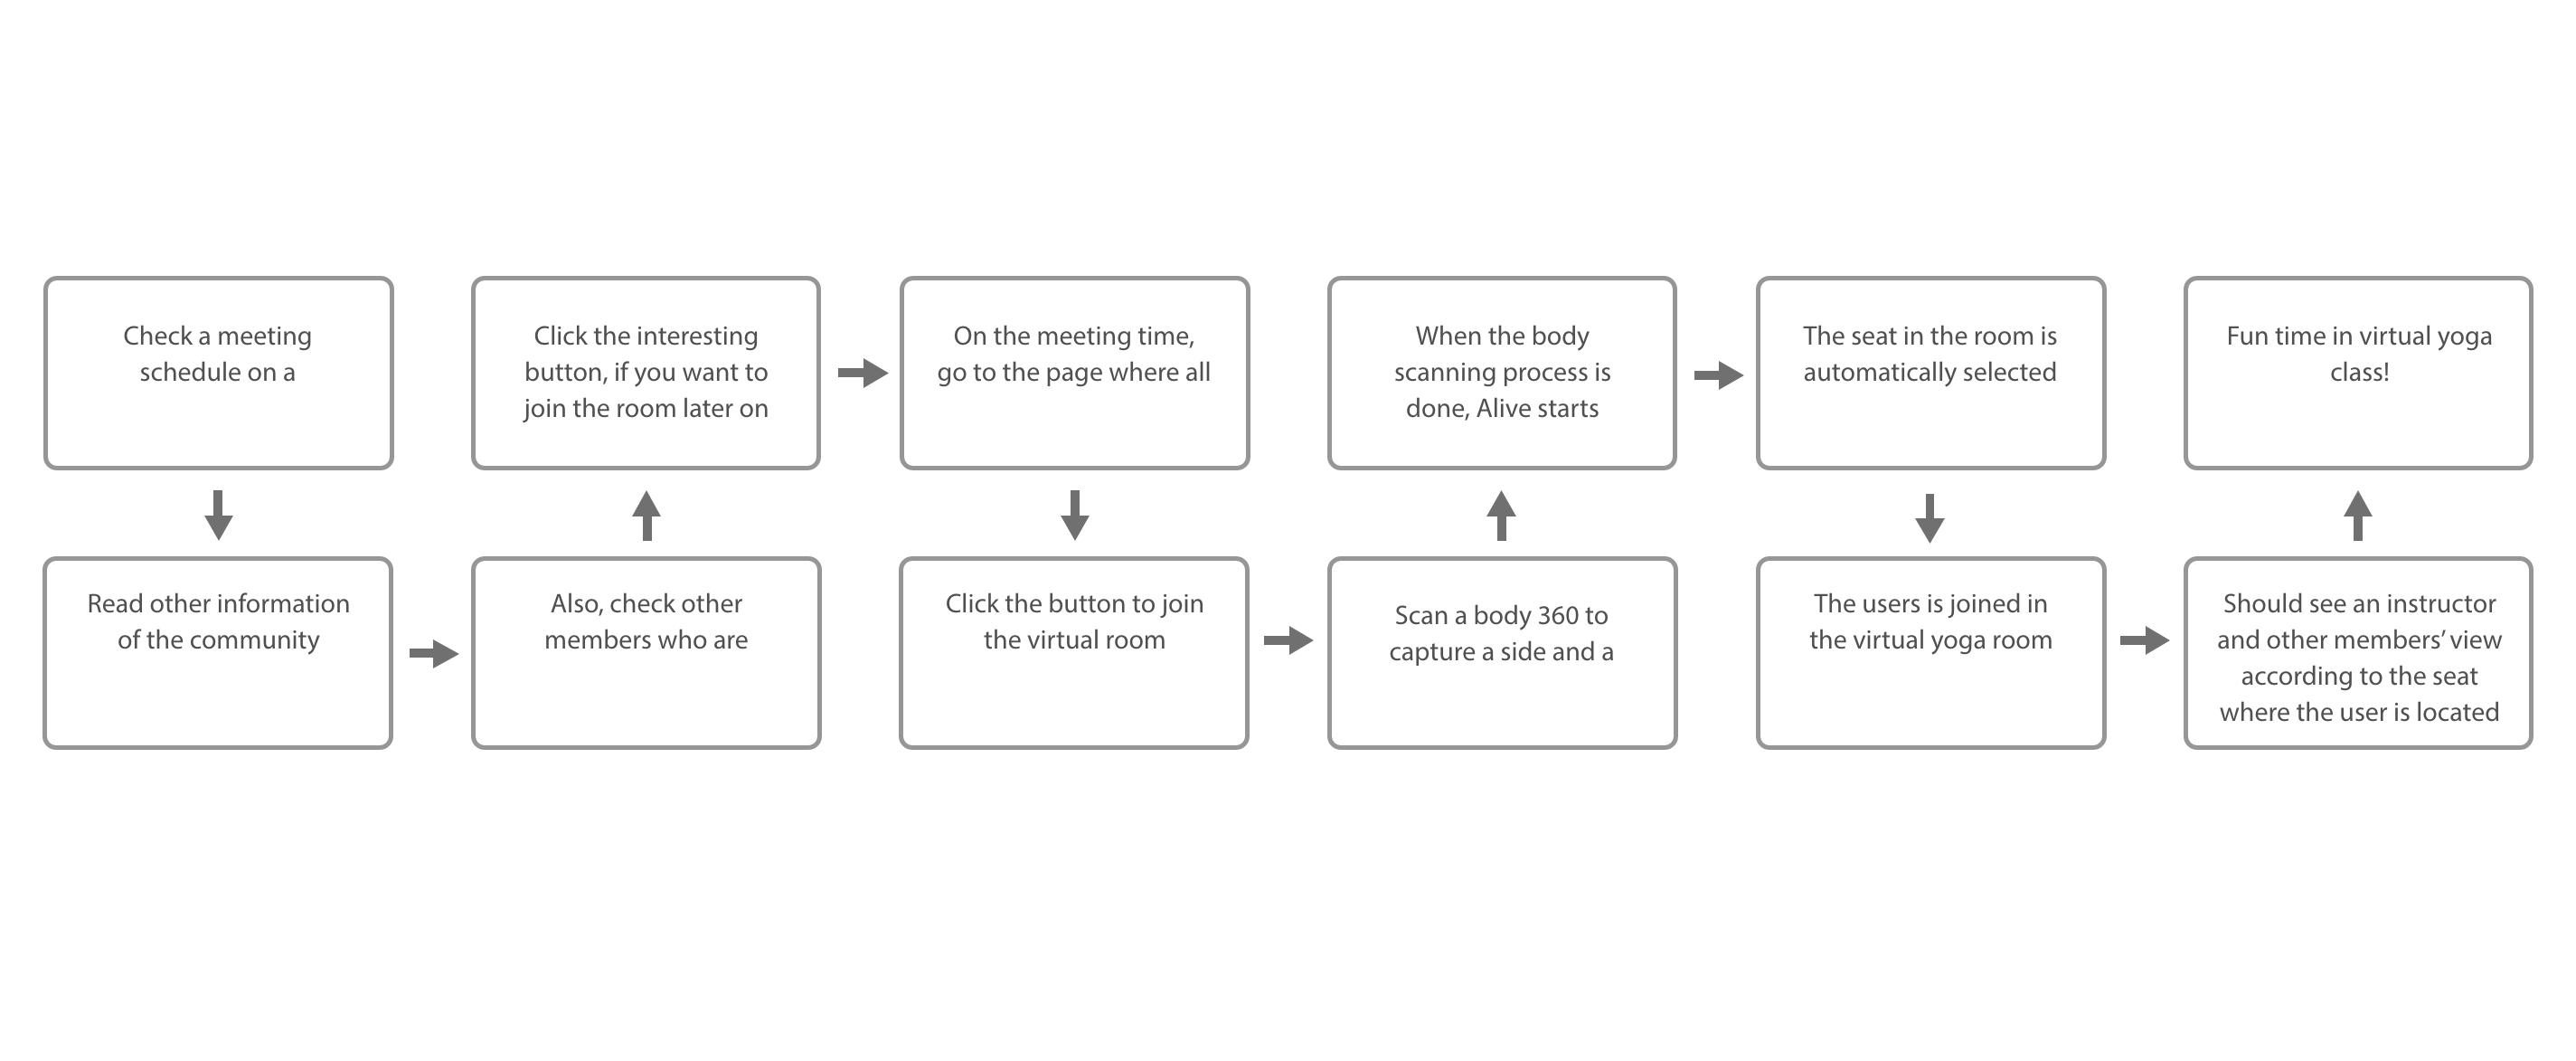 Check a meeting
schedule on a
Read other information
of the community
Also, check other
members who are
Click the interesting
button, if you want to
join the room later on
On the meeting time,
go to the page where all
Click the button to join
the virtual room
Scan a body 360 to
capture a side and a
When the body
scanning process is
done, Alive starts
The seat in the room is
automatically selected
The users is joined in
the virtual yoga room
Should see an instructor
and other members’ view
according to the seat
where the user is located
Fun time in virtual yoga
class!